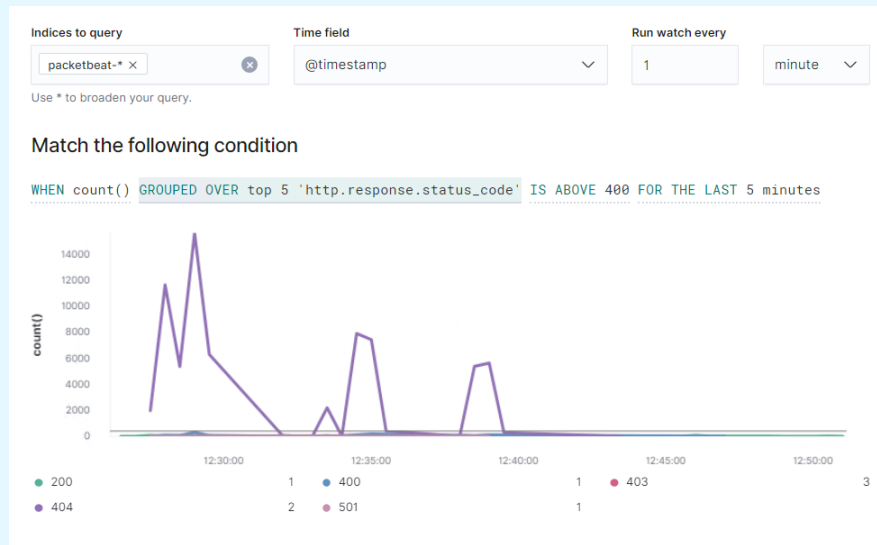 Indices to query Time field Run watch every
packetbeat-* × @timestamp 1 minute
Use * to broaden your query.
Match the following condition
WHEN count() GROUPED OVER top 5 'http.response.status_code' IS ABOVE 400 FOR THE LAST 5 minutes
count()
14000
12000
10000
8000
6000
4000
2000
0
12:30:00 12:35:00 12:40:00 12:45:00 12:50:00
200 1 400 1 403 3
404 2 501 1